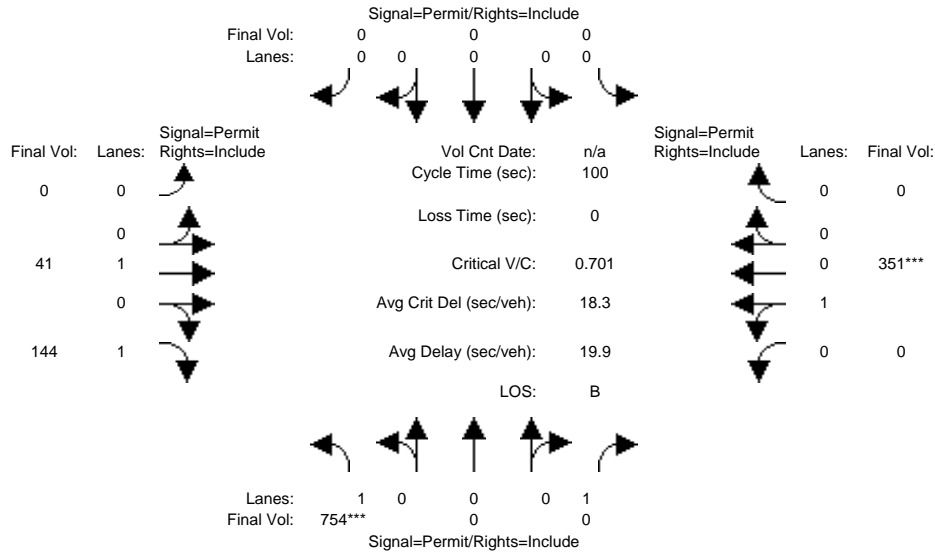 Signal=Permit/Rights=Include
Final Vol: 0 0 0
Lanes: 0 0 0 0 0
Signal=Permit Signal=Permit
Final Vol: Lanes: Rights=Include Vol Cnt Date: n/a Rights=Include Lanes: Final Vol:
Cycle Time (sec): 100
0 0 0 0
Loss Time (sec): 0
0 0
41 1 Critical V/C: 0.701 0 351***
0 Avg Crit Del (sec/veh): 18.3 1
144 1 Avg Delay (sec/veh): 19.9 0 0
LOS: B
Lanes: 1 0 0 0 1
Final Vol: 754*** 0 0
Signal=Permit/Rights=Include